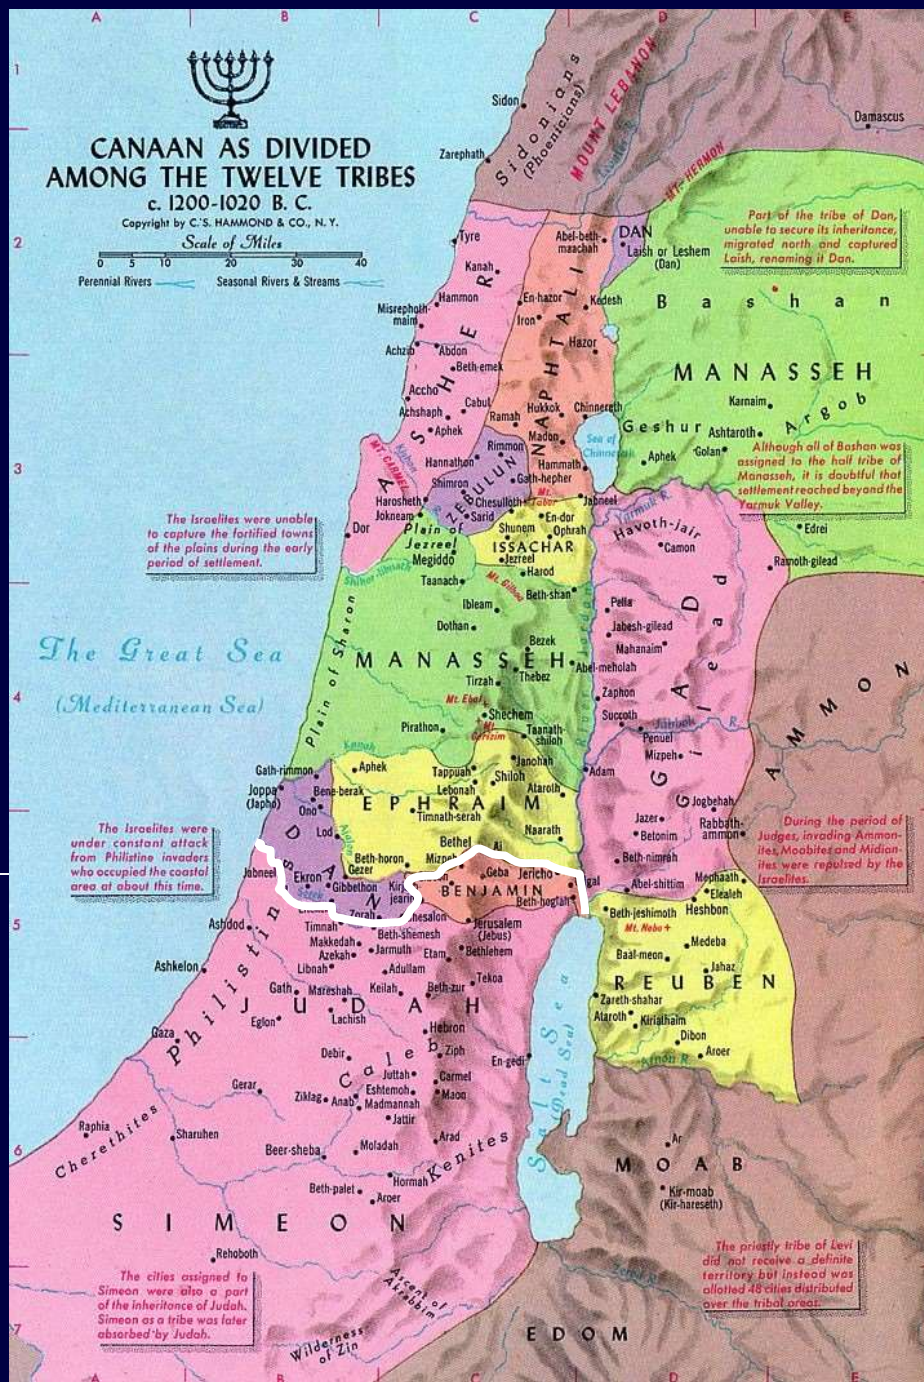 A B C D E
1
CANAAN AS DIVIDED
AMONG THE TWELVE TRIBES
c. 1200-1020 B. C.
Copyright by C.S. HAMMOND & CO., N. Y.
Scale of Miles
0 5 10 20 30 40
Perennial Rivers Seasonal Rivers & Streams
Sidon
Sidonians
(Phoenicians)
MOUNT LEBANON
Damascus
Zarephath
MT. HERMON
2
Part of the tribe of Dan,
unable to secure its inheritance,
migrated north and captured
Laish, renaming it Dan.
Tyre
Abel-beth-
maachah
DAN
Laish or Leshem
(Dan)
Kanah
Bashan
Hammon
En-hazor
Kedesh
Misrephoth-
maim
Iron
Hazor
Achzib
Abdon
Beth-emek
MANASSEH
ASHER
NAPHTALI
Accho
Cabul
Hukkok
Chinnereth
Karnaim
Argob
Achshaph
Ramah
Geshur
Ashtaroth
Aphek
Madon
Sea of
Chinnereth
Golan
Aphek
3
MT. CARMEL
Kishon
Rimmon
Hannathon
Hammath
Although all of Bashan was
assigned to the half tribe of
Manasseh, it is doubtful that
settlement reached beyond the
Yarmuk Valley.
ZEBULUN
Shimron
Gath-hepher
Harosheth
Chesulloth
Mt.
Tabor
Jabneel
Yarmuk R.
Jokneam
Sarid
En-dor
The Israelites were unable
to capture the fortified towns
of the plains during the early
period of settlement.
Dor
Plain of
Jezreel
Shunem
Ophrah
Havoth-Jair
Edrei
ISSACHAR
Camon
Megiddo
Jezreel
Ramoth-gilead
Harod
Taanach
Mt. Gilboa
Beth-shan
Ibleam
Pella
Dothan
Jabesh-gilead
Bezek
Mahanaim
The Great Sea
(Mediterranean Sea)
Plain of Sharon
MANASSEH
Abel-meholah
Thebez
Tirzah
4
Mt. Ebal
Zaphon
Shechem
Succoth
Jabbok R.
Pirathon
Mt.
Gerizim
Taanath-
shiloh
Penuel
Mizpeh
River Jordan
Gilead
GAD
AMMON
Kanah
Janohah
Gath-rimmon
Aphek
Tappuah
Shiloh
Adam
Joppa
(Japho)
Bene-berak
Lebonah
Ataroth
Ono
EPHRAIM
Jogbehah
Timnath-serah
Jazer
Rabbath-
ammon
The Israelites were
under constant attack
from Philistine invaders
who occupied the coastal
area at about this time.
During the period of
Judges, invading Ammon-
ites, Moabites and Midian-
ites were repulsed by the
Israelites.
DAN
Lod
Naarath
Betonim
Bethel
Ai
Beth-horon
Mizpeh
Beth-nimrah
Jabneel
Gezer
Geba
Jericho
Ekron
Gibbethon
BENJAMIN
Abel-shittim
Mephaath
Elealeh
Beth-hoglah
Zorah
Beth-jeshimoth
Heshbon
5
Ashdod
Timnah
Jerusalem
(Jebus)
Mt. Nebo
Makkedah
Beth-shemesh
Medeba
Azekah
Jarmuth
Etam
Bethlehem
Baal-meon
Ashkelon
Libnah
Adullam
Jahaz
Tekoa
REUBEN
Gath
Mareshah
Keilah
Beth-zur
Zareth-shahar
JUDAH
Ataroth
Kiriathaim
Eglon
Lachish
Hebron
Dibon
Gaza
Debir
Caleb
Ziph
En-gedi
Arnon R.
Aroer
Juttah
Carmel
Salt Sea
(Dead Sea)
Gerar
Eshtemoh
Ziklag
Anab
Maon
Madmannah
Jattir
Raphia
Cherethites
Sharuhen
Arad
Ar
6
Beer-sheba
Moladah
Kenites
MOAB
Hormah
Beth-palet
Aroer
Kir-moab
(Kir-hareseth)
SIMEON
Rehoboth
The priestly tribe of Levi
did not receive a definite
territory but instead was
allotted 48 cities distributed
over the tribal areas.
The cities assigned to
Simeon were also a part
of the inheritance of Judah.
Simeon as a tribe was later
absorbed by Judah.
Ascent of
Akrabbim
Zered R.
7
Wilderness
of Zin
EDOM
A B C D E